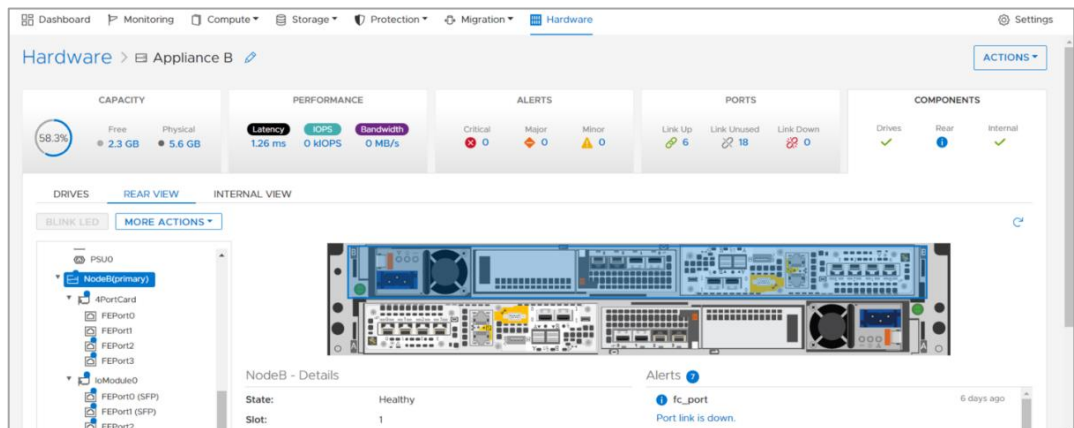 Dashboard Monitoring Compute Storage Protection Migration Hardware Settings
Hardware > Appliance B
ACTIONS
CAPACITY PERFORMANCE ALERTS PORTS COMPONENTS
58.3% Free Physical Latency IOPS Bandwidth Critical Major Minor Link Up Link Unused Link Down Drives Rear Internal
2.3 GB 5.6 GB 1.26 ms 0 kIOPS 0 MB/s 0 0 0 6 18 0
DRIVES REAR VIEW INTERNAL VIEW
BLINK LED MORE ACTIONS
PSU0
NodeB(primary)
4PortCard
FEPort0
FEPort1
FEPort2
FEPort3
IoModule0
FEPort0 (SFP)
FEPort1 (SFP)
FEPort2
NodeB - Details
State: Healthy
Slot: 1
Alerts 7
fc_port 6 days ago
Port link is down.